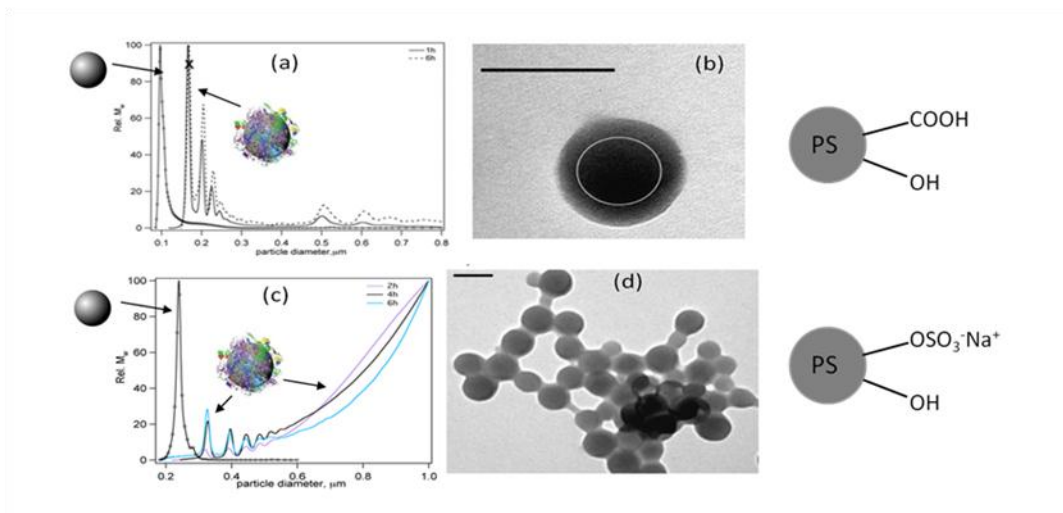 (a)
1h
6h
100
80
60
40
20
0
Rel. Mw
x
0.1 0.2 0.3 0.4 0.5 0.6 0.7 0.8
particle diameter,µm
(b)
PS
COOH
OH
(c)
2h
4h
6h
100
80
60
40
20
0
Rel. Mw
0.2 0.4 0.6 0.8 1.0
particle diameter, µm
(d)
PS
OSO₃⁻Na⁺
OH